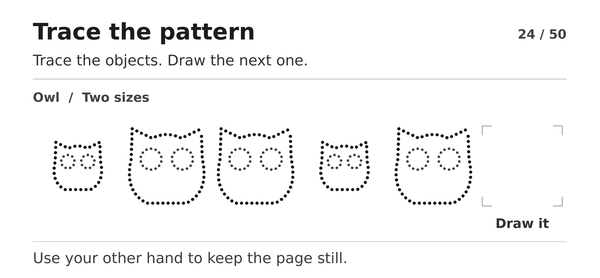 Trace the pattern
24 / 50
Trace the objects. Draw the next one.
Owl / Two sizes
Draw it
Use your other hand to keep the page still.